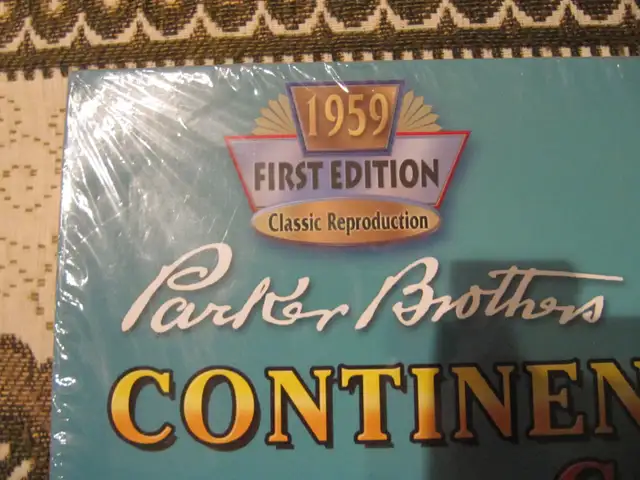 1959
FIRST EDITION
Classic Reproduction
Parker Brothers
CONTINEN